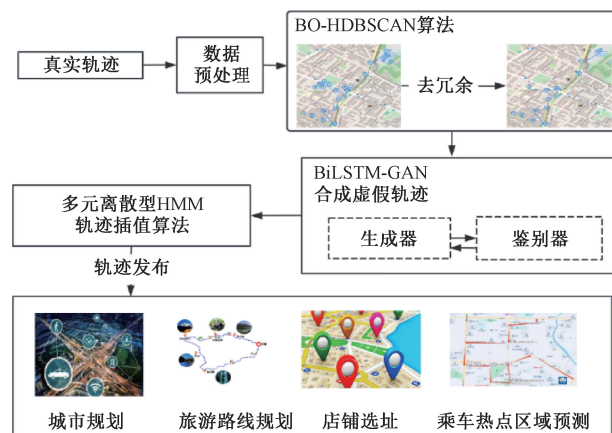 BO-HDBSCAN算法
真实轨迹
数据
预处理
去冗余
BiLSTM-GAN
合成虚假轨迹
生成器
鉴别器
多元离散型HMM
轨迹插值算法
轨迹发布
城市规划
旅游路线规划
店铺选址
乘车热点区域预测